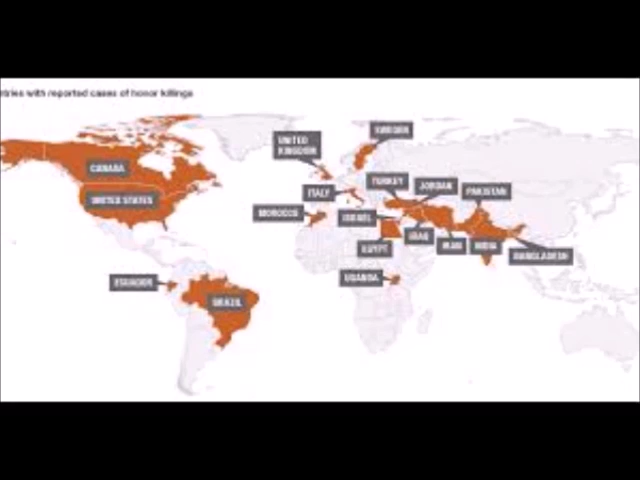 tries with reported cases of honor killings
SWEDEN
UNITED
KINGDOM
CANADA
ITALY
TURKEY
JORDAN
PAKISTAN
UNITED STATES
MOROCCO
ISRAEL
EGYPT
IRAQ
IRAN
INDIA
BANGLADESH
ECUADOR
UGANDA
BRAZIL